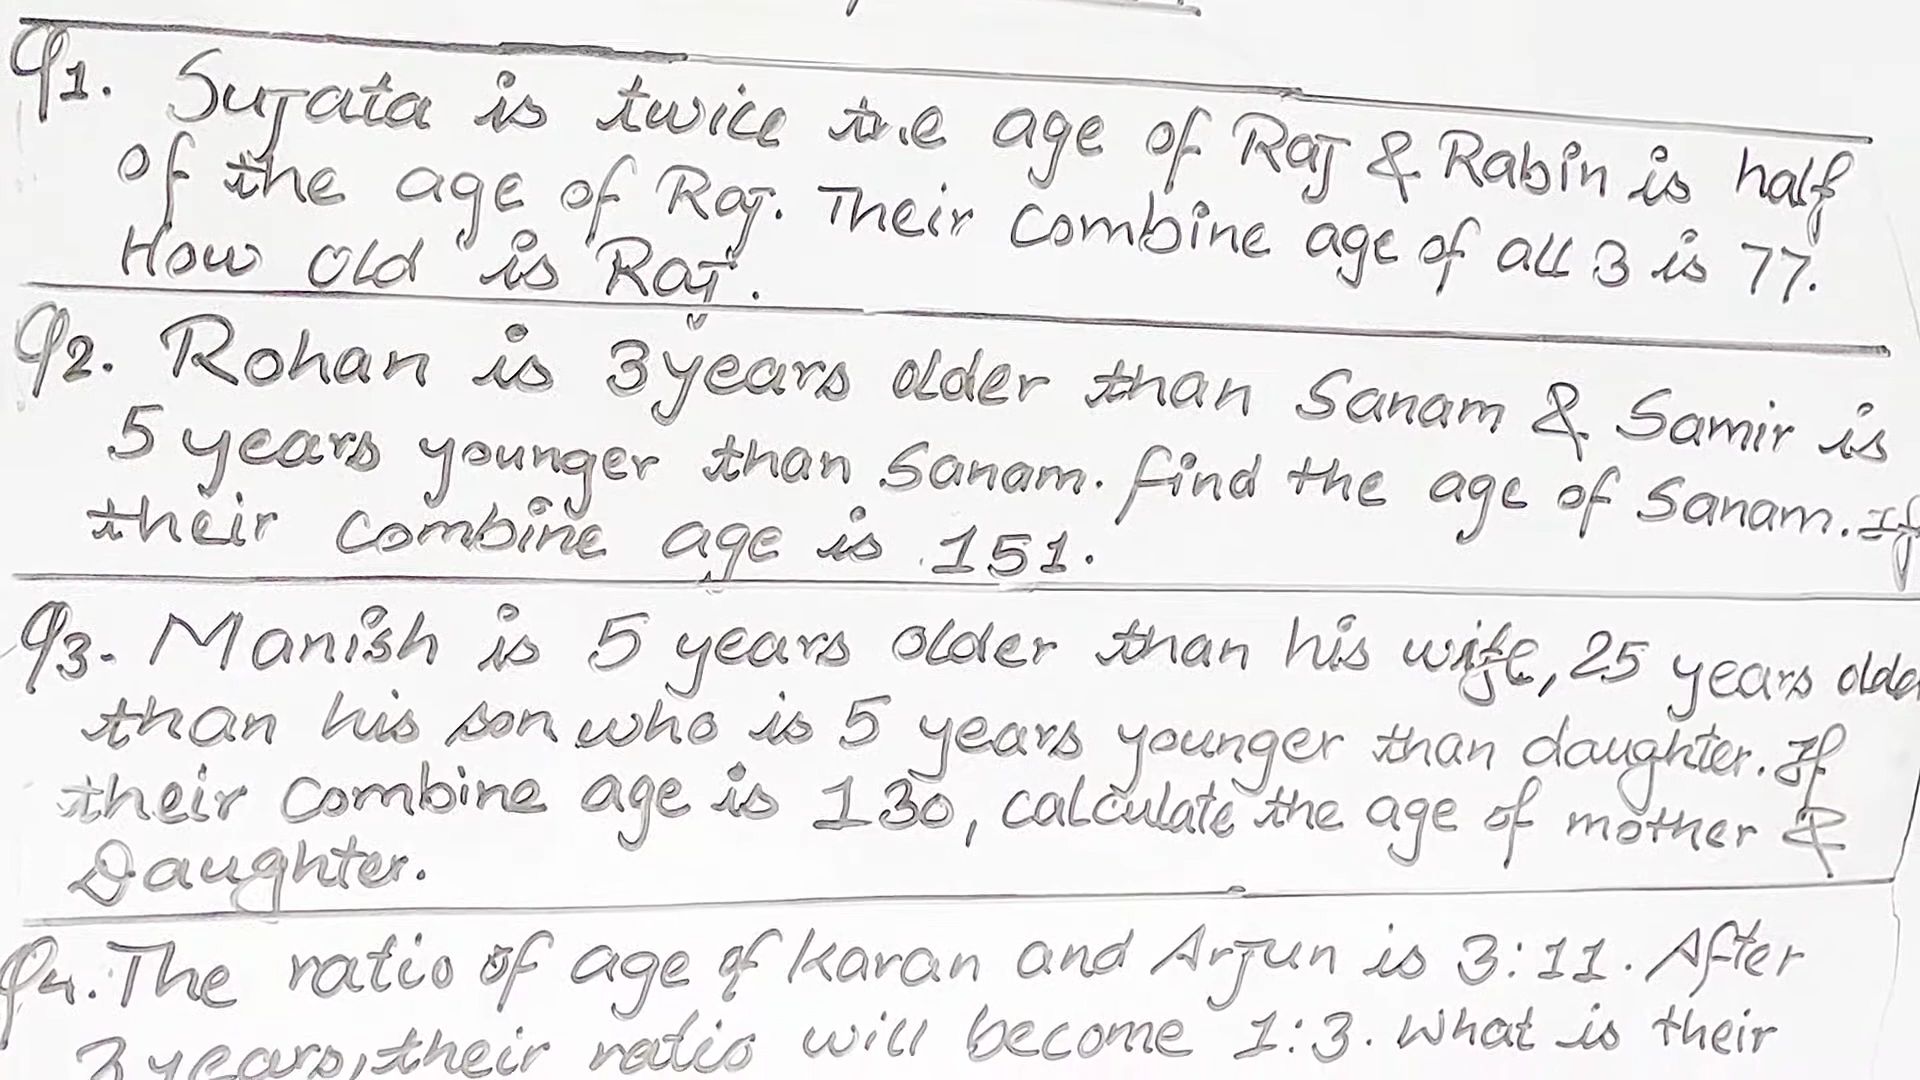 Q1. Sujata is twice the age of Raj & Rabin is half
of the age of Raj. Their combine age of all 3 is 77.
How old is Raj.
Q2. Rohan is 3 years older than Sanam & Samir is
5 years younger than Sanam. find the age of Sanam. If
their combine age is 151.
Q3. Manish is 5 years older than his wife, 25 years olde
than his son who is 5 years younger than daughter. If
their combine age is 130, calculate the age of mother &
Daughter.
Q4. The ratio of age of Karan and Arjun is 3:11. After
3 years, their ratio will become 1:3. What is their